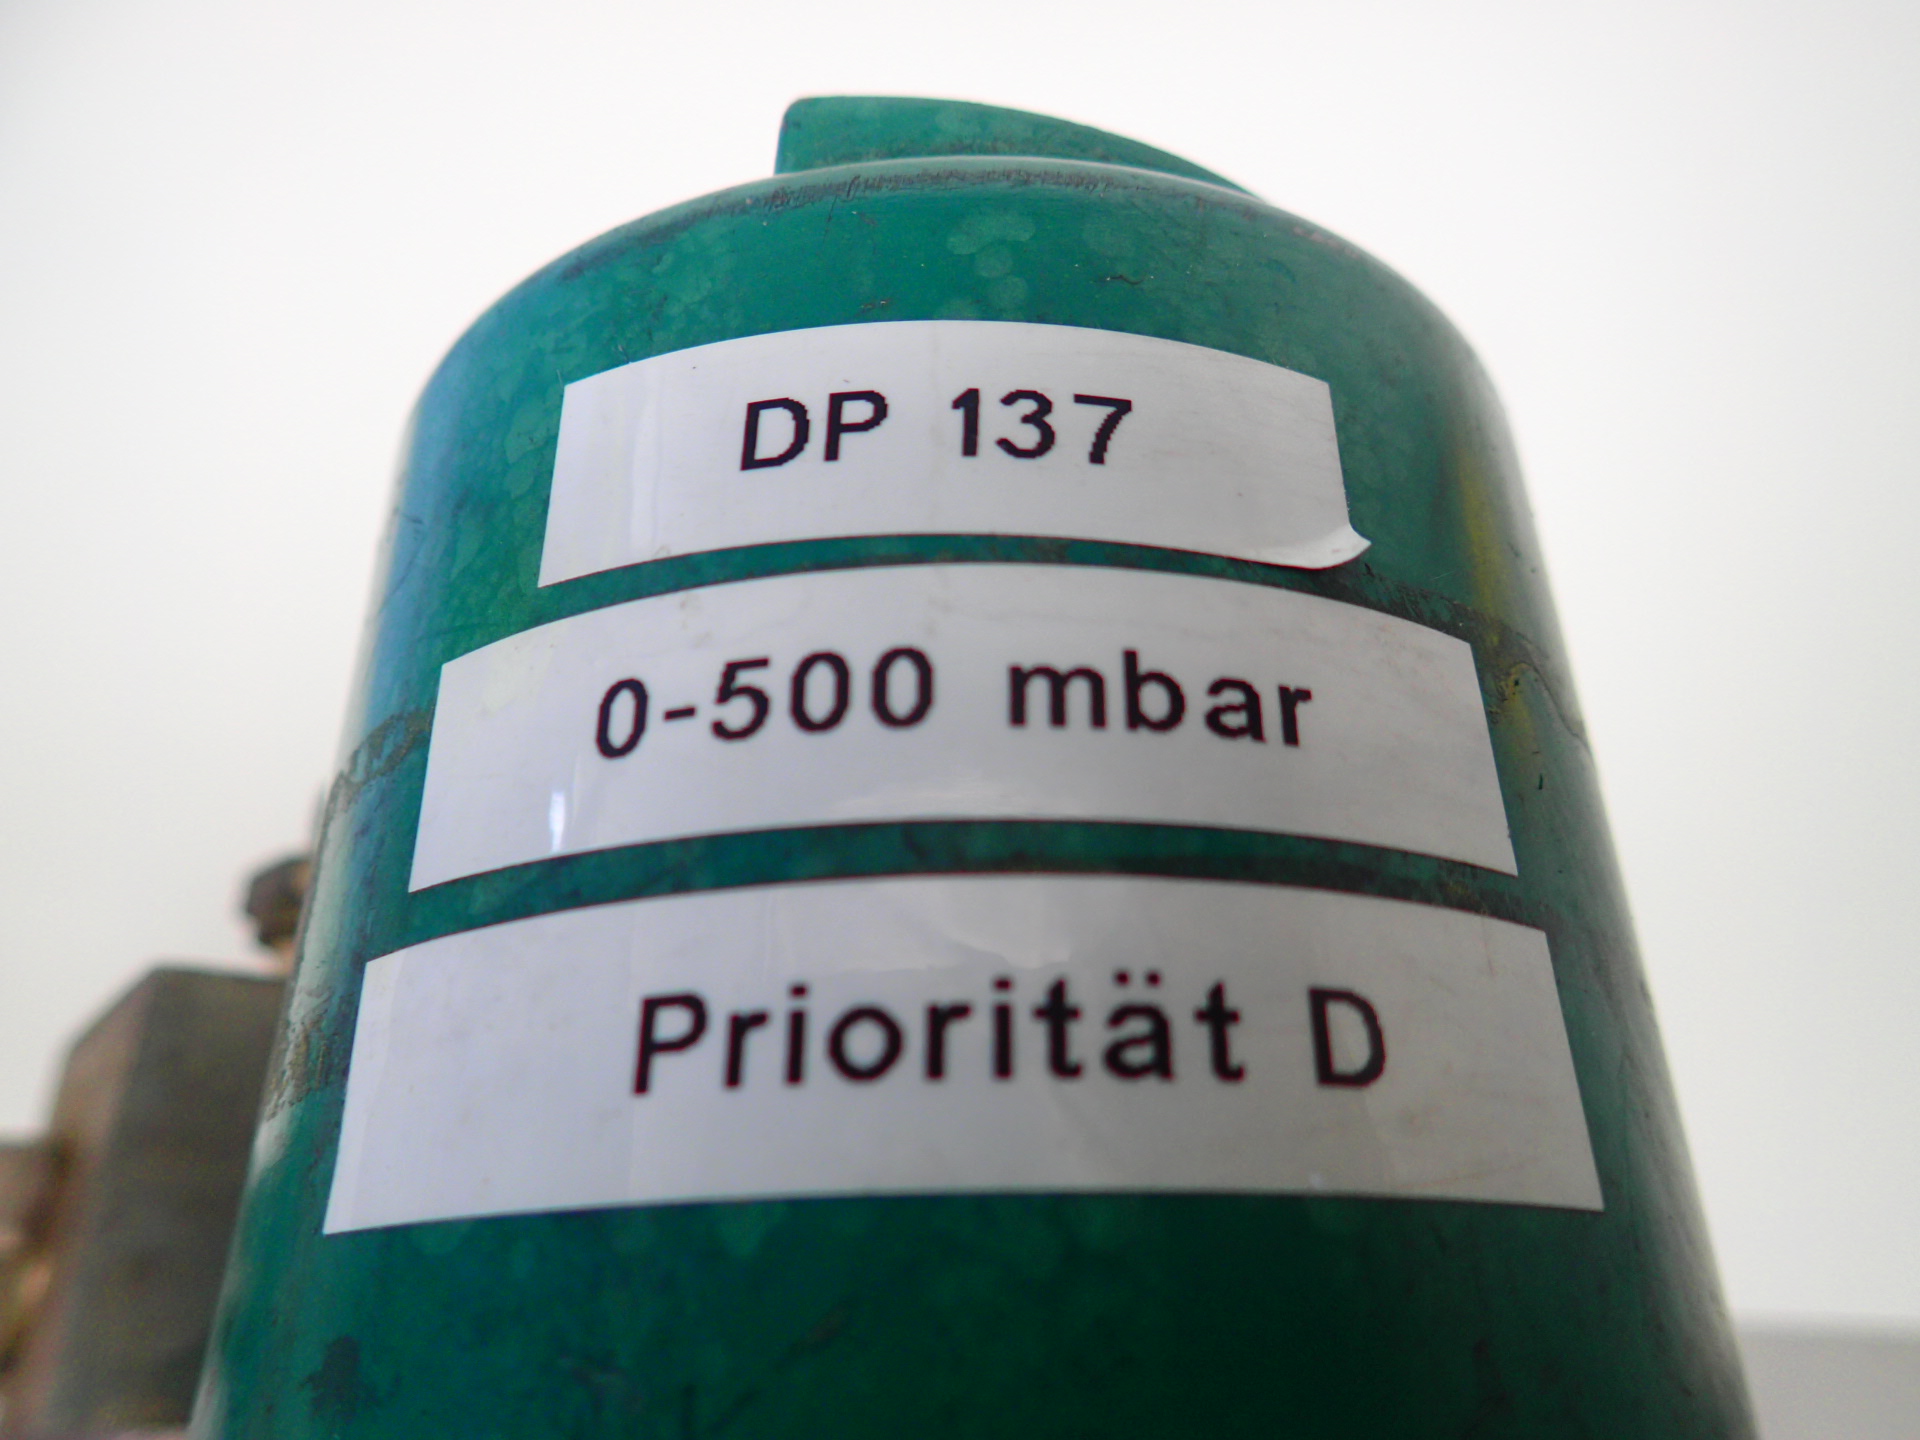 DP 137
0-500 mbar
Priorität D